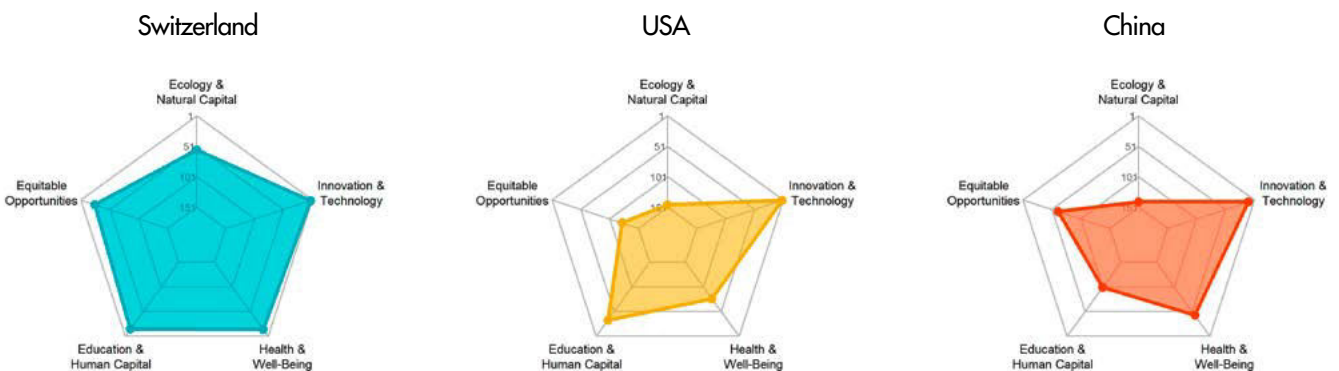 Switzerland
Ecology &
Natural Capital
1
51
101
151
Equitable
Opportunities
Innovation &
Technology
Education &
Human Capital
Health &
Well-Being
USA
Ecology &
Natural Capital
1
51
101
151
Equitable
Opportunities
Innovation &
Technology
Education &
Human Capital
Health &
Well-Being
China
Ecology &
Natural Capital
1
51
101
151
Equitable
Opportunities
Innovation &
Technology
Education &
Human Capital
Health &
Well-Being